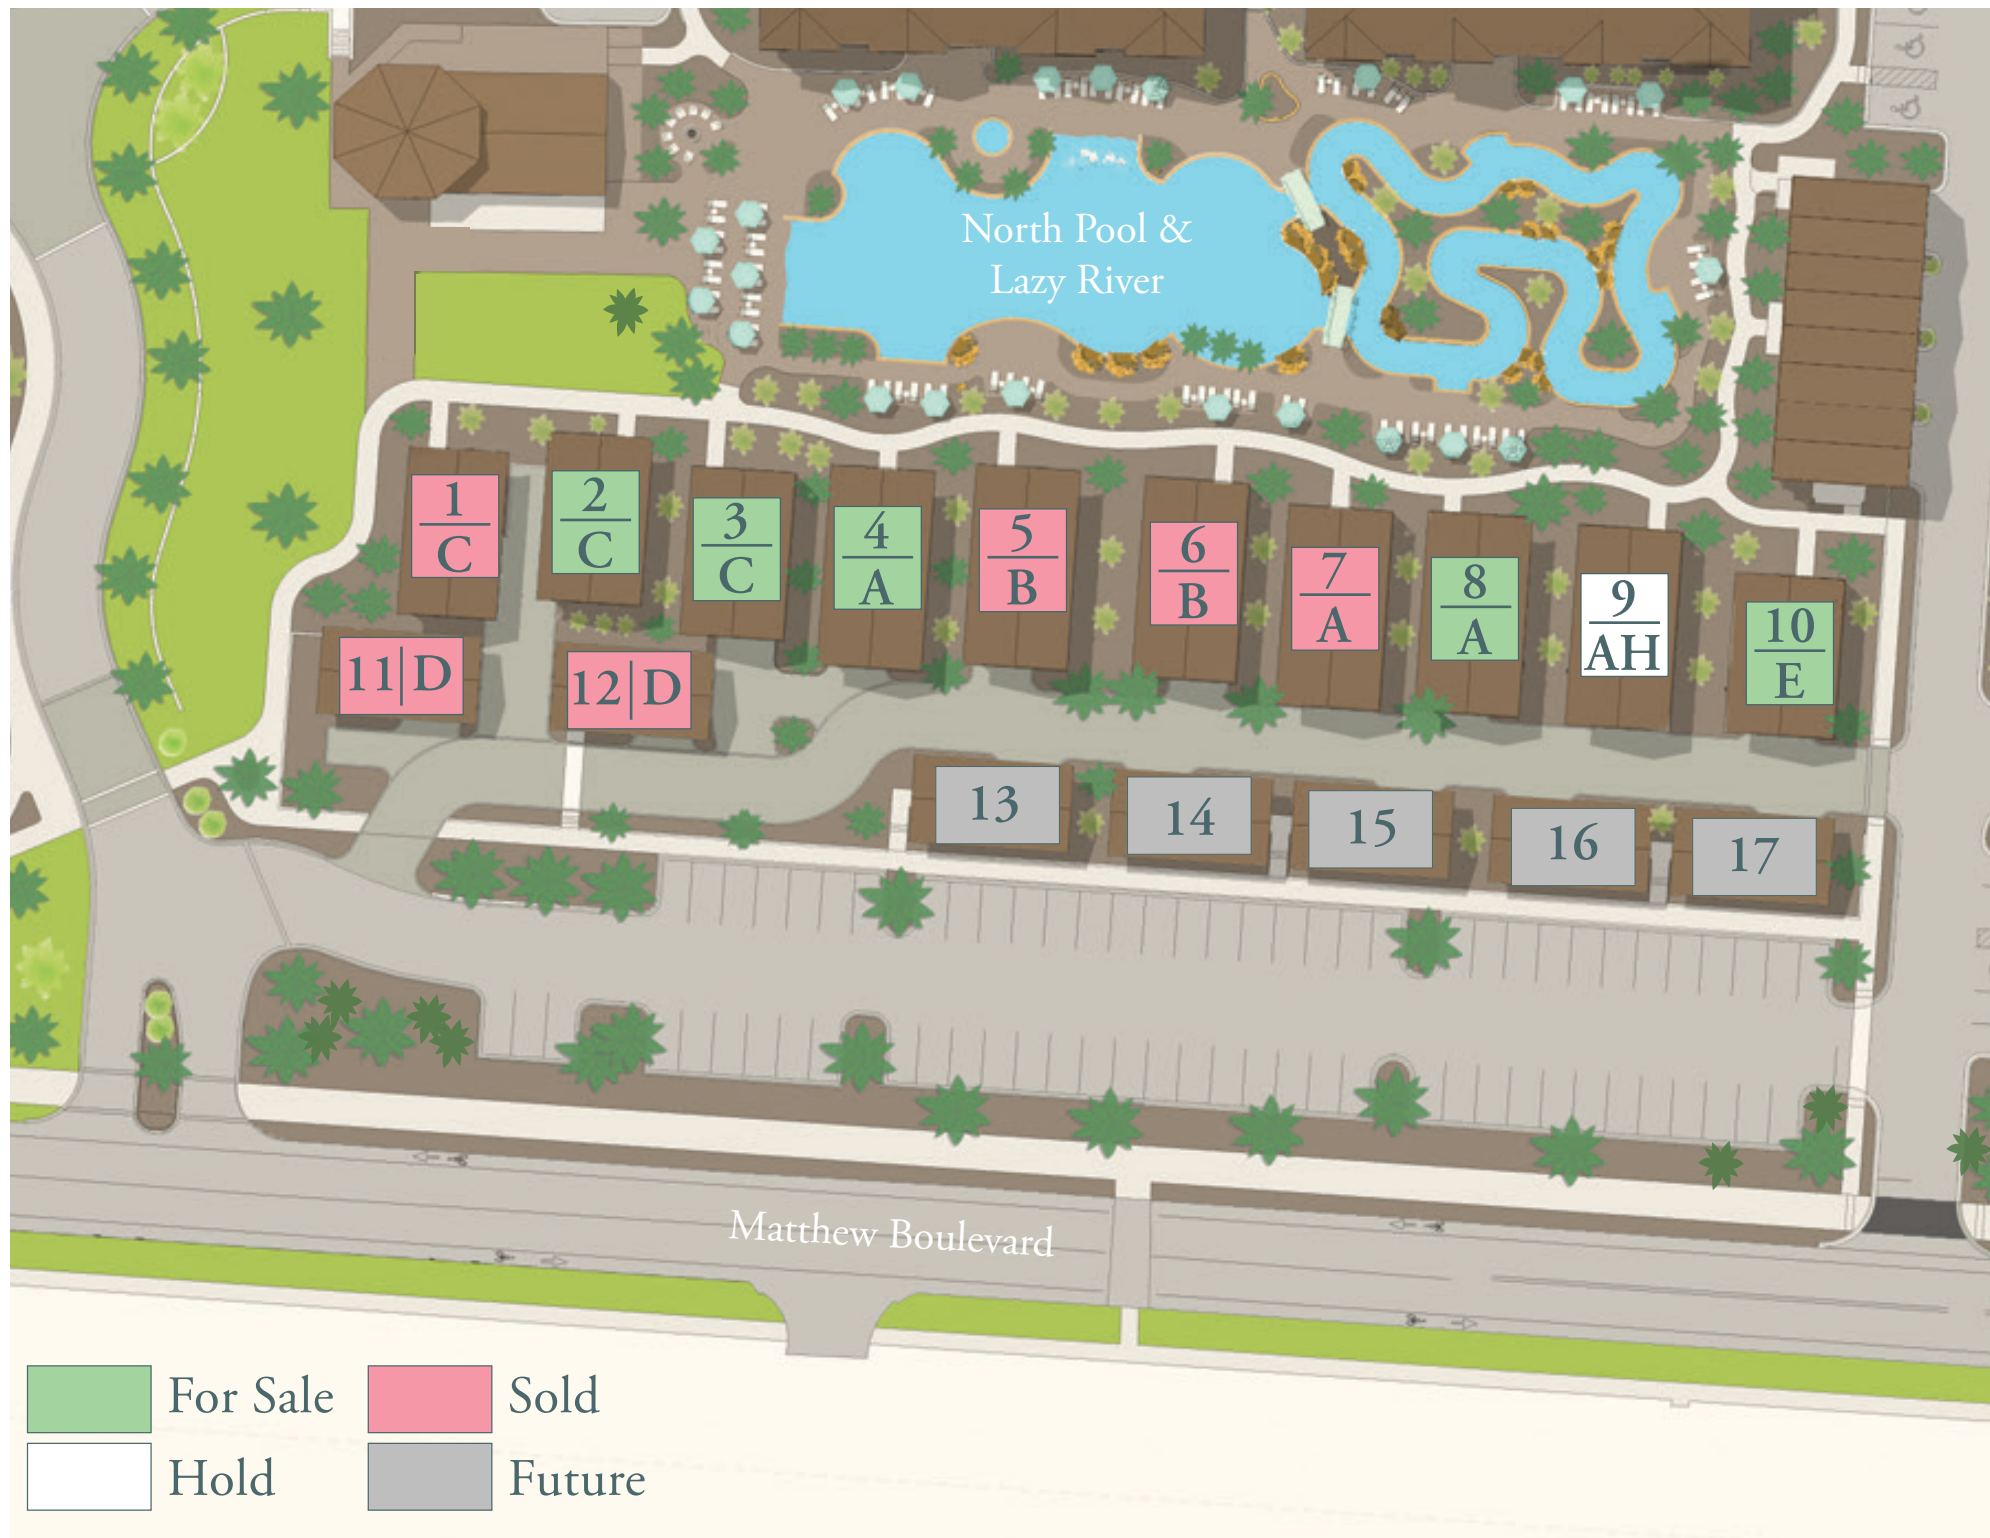 North Pool &
Lazy River
1
C
2
C
3
C
4
A
5
B
6
B
7
A
8
A
9
AH
10
E
11|D
12|D
13
14
15
16
17
Matthew Boulevard
For Sale
Sold
Hold
Future